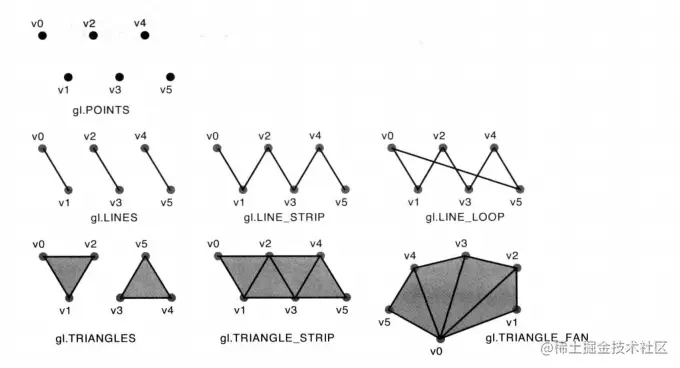 v0 v2 v4
v1 v3 v5
gl.POINTS
v0 v2 v4 v0 v2 v4 v0 v2 v4
v1 v3 v5 v1 v3 v5 v1 v3 v5
gl.LINES gl.LINE_STRIP gl.LINE_LOOP
v0 v2 v5 v0 v2 v4 v4 v3 v2
v1 v3 v4 v1 v3 v5 v5 v0 v1
gl.TRIANGLES gl.TRIANGLE_STRIP gl.TRIANGLE_FAN
@稀土掘金技术社区